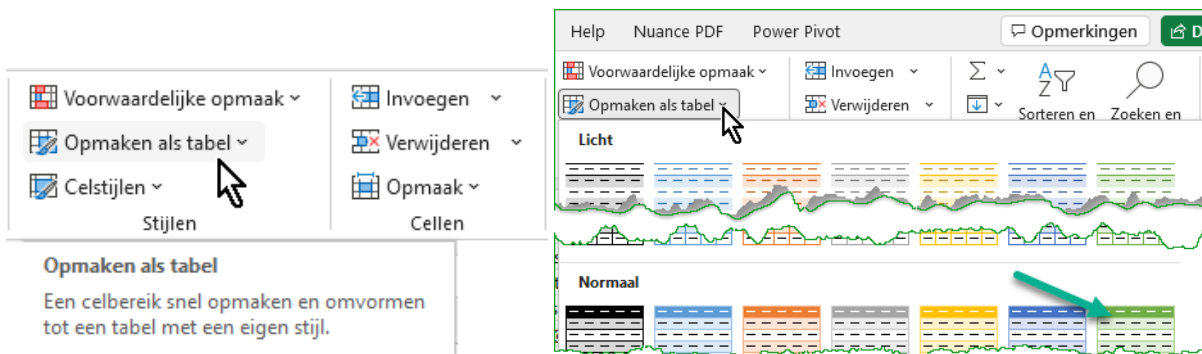 Voorwaardelijke opmaak
Invoegen
Opmaken als tabel
Verwijderen
Celstijlen
Opmaak
Stijlen
Cellen
Opmaken als tabel
Een celbereik snel opmaken en omvormen
tot een tabel met een eigen stijl.
Help Nuance PDF Power Pivot Opmerkingen D
Voorwaardelijke opmaak
Invoegen
Opmaken als tabel
Verwijderen
Sorteren en
Zoeken en
Licht
Normaal